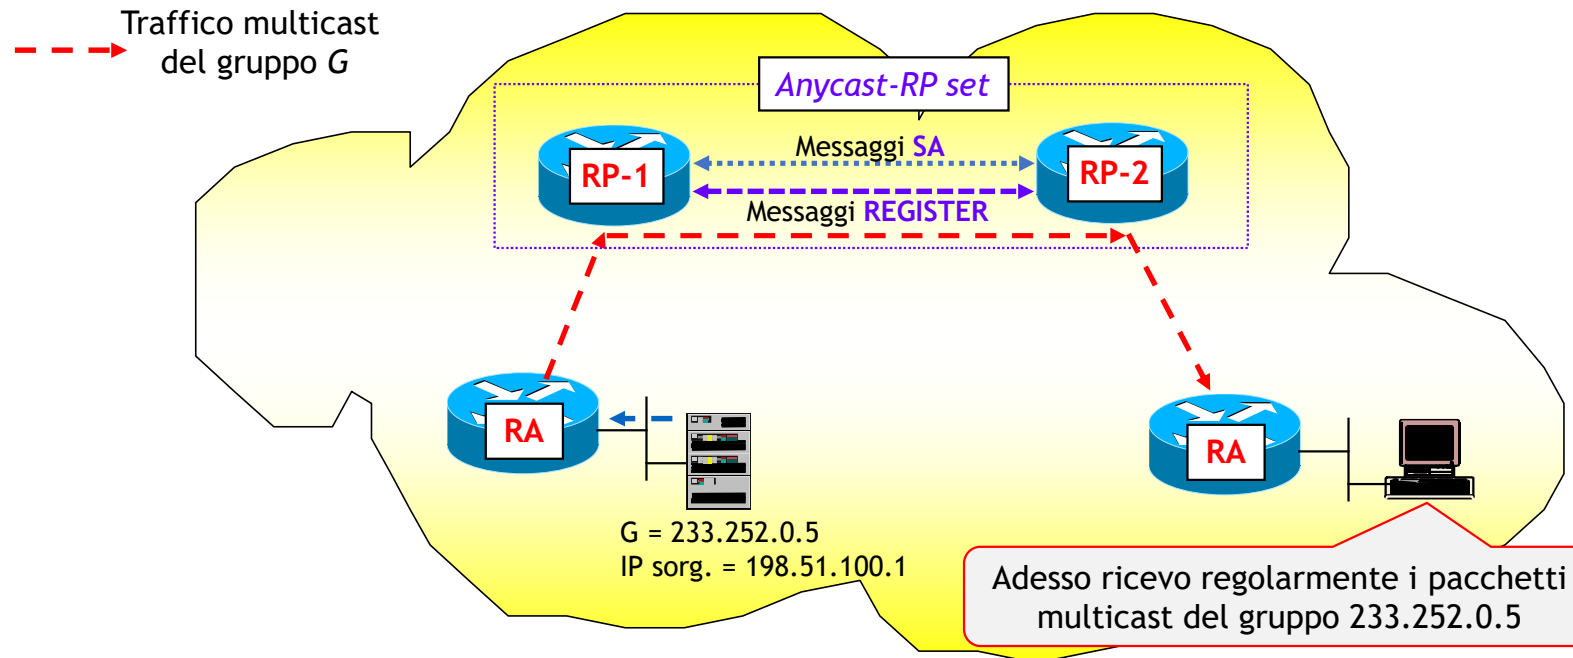 Traffico multicast
del gruppo G
Anycast-RP set
Messaggi SA
RP-1
RP-2
Messaggi REGISTER
RA
RA
G = 233.252.0.5
IP sorg. = 198.51.100.1
Adesso ricevo regolarmente i pacchetti
multicast del gruppo 233.252.0.5